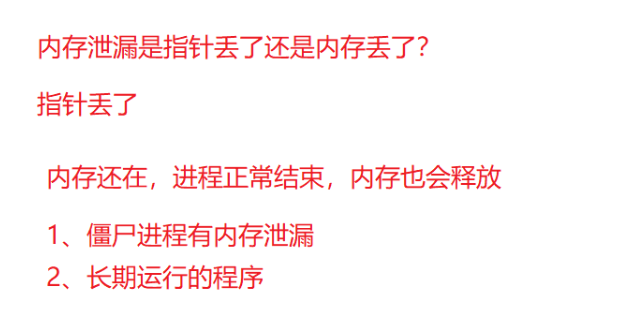 内存泄漏是指针丢了还是内存丢了？
指针丢了
内存还在，进程正常结束，内存也会释放
1、僵尸进程有内存泄漏
2、长期运行的程序